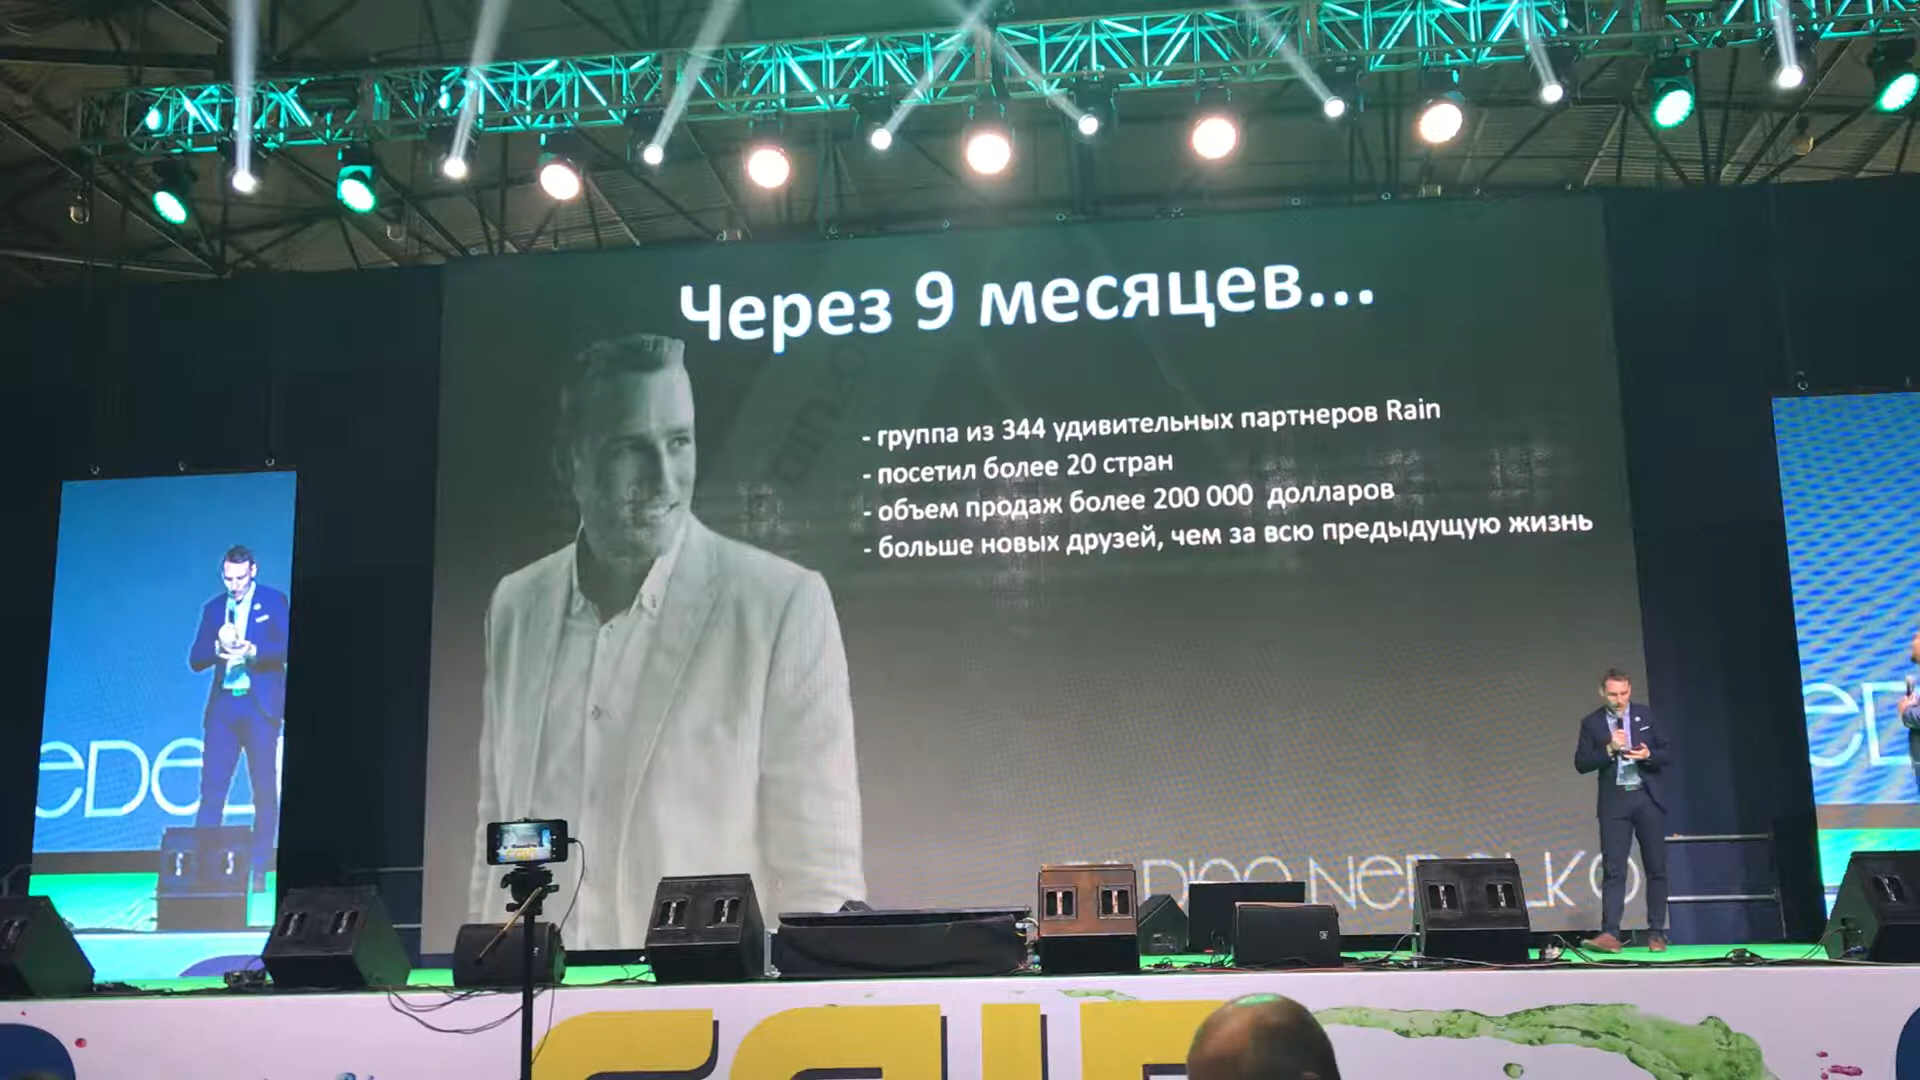 Через 9 месяцев...
- группа из 344 удивительных партнеров Rain
- посетил более 20 стран
- объем продаж более 200 000 долларов
- больше новых друзей, чем за всю предыдущую жизнь